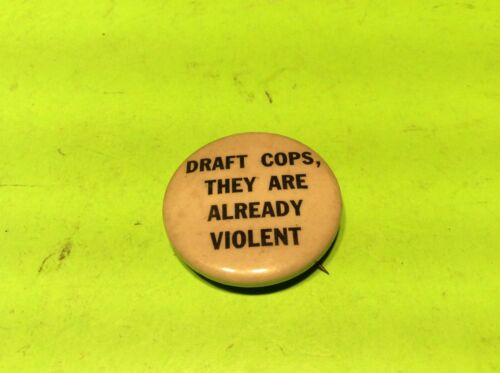 DRAFT COPS,
THEY ARE
ALREADY
VIOLENT